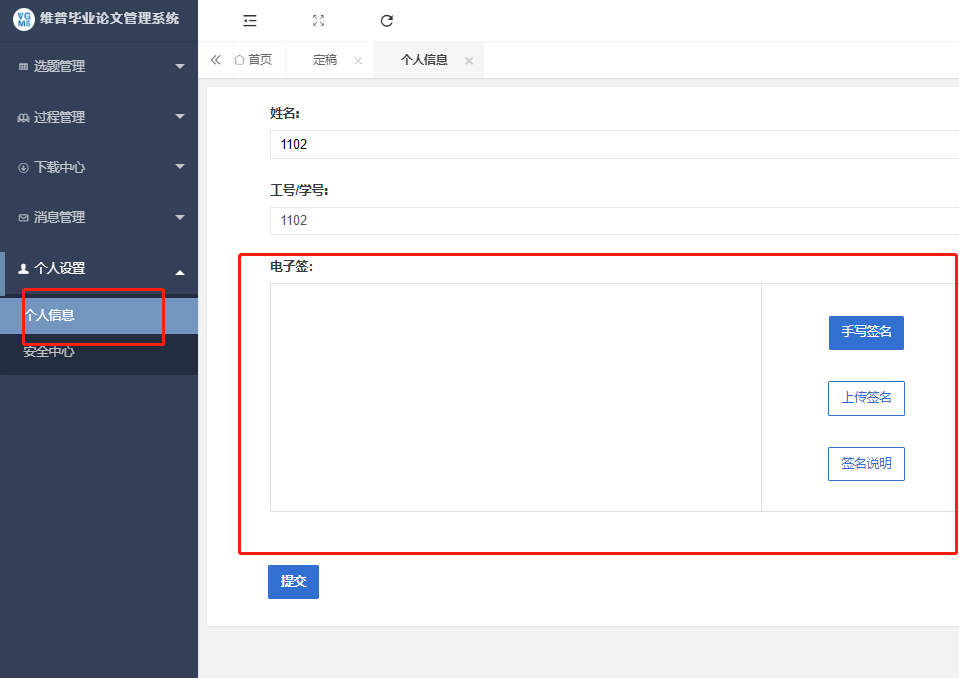 VG
MS
维普毕业论文管理系统
选题管理
过程管理
下载中心
消息管理
个人设置
个人信息
安全中心
首页
定稿
个人信息
姓名:
1102
工号/学号:
1102
电子签:
手写签名
上传签名
签名说明
提交